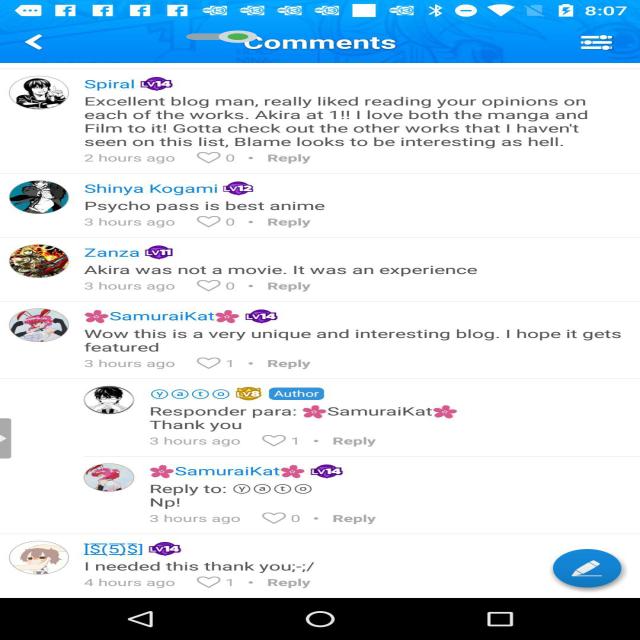 8:07
Comments
Spiral LV14
Excellent blog man, really liked reading your opinions on
each of the works. Akira at 1!! I love both the manga and
Film to it! Gotta check out the other works that I haven't
seen on this list, Blame looks to be interesting as hell.
2 hours ago 0 • Reply
Shinya Kogami LV12
Psycho pass is best anime
3 hours ago 0 • Reply
Zanza LV11
Akira was not a movie. It was an experience
3 hours ago 0 • Reply
🌸SamuraiKat🌸 LV14
Wow this is a very unique and interesting blog. I hope it gets
featured
3 hours ago 1 • Reply
ⓨⓐⓣⓞ LV8 Author
Responder para: 🌸SamuraiKat🌸
Thank you
3 hours ago 1 • Reply
🌸SamuraiKat🌸 LV14
Reply to: ⓨⓐⓣⓞ
Np!
3 hours ago 0 • Reply
[̲̅S̲̅(̲̅5̲̅)̲̅S̲̅] LV14
I needed this thank you;-;/
4 hours ago 1 • Reply